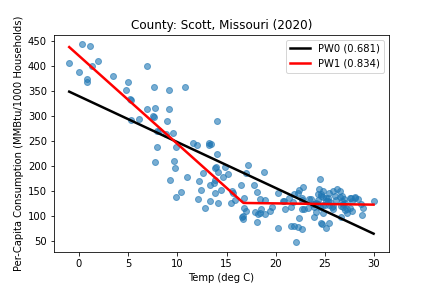 County: Scott, Missouri (2020)
PW0 (0.681)
PW1 (0.834)
Per-Capita Consumption (MMBtu/1000 Households)
450
400
350
300
250
200
150
100
50
0 5 10 15 20 25 30
Temp (deg C)